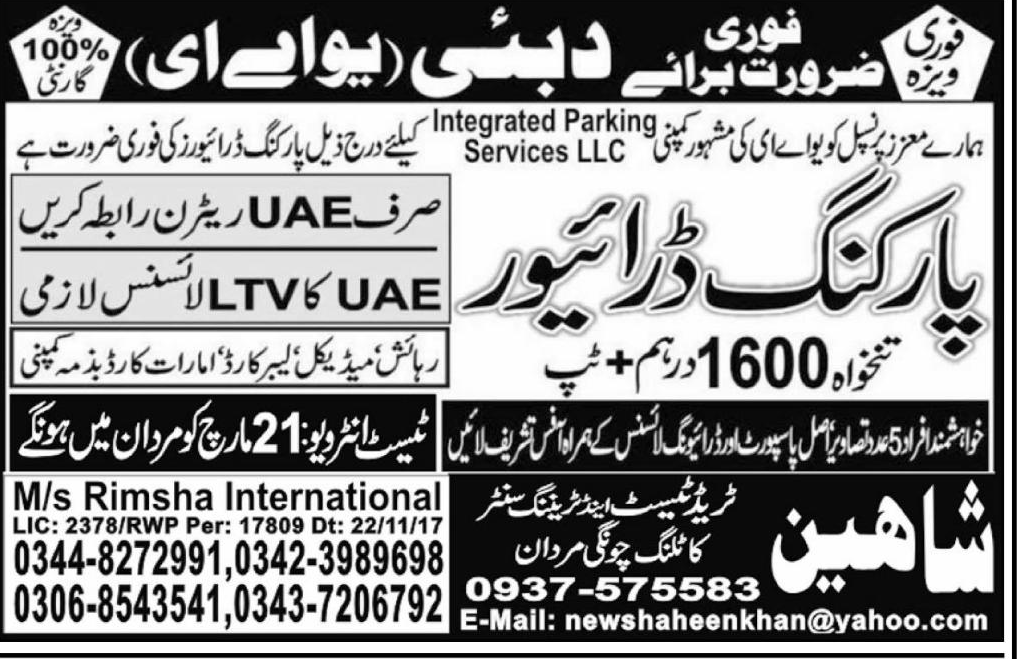 فوری ویزہ
فوری ضرورت برائے دبئی (یو اے ای)
ویزہ 100% گارنٹی
ہمارے معزز پرنسپل کو یو اے ای کی مشہور کمپنی Integrated Parking Services LLC کیلئے درج ذیل پارکنگ ڈرائیورز کی فوری ضرورت ہے
پارکنگ ڈرائیور
تنخواہ 1600 درہم + ٹپ
صرف UAE ریٹرن رابطہ کریں
UAE کا LTV لائسنس لازمی
رہائش، میڈیکل، لیبر کارڈ، امارات کارڈ بذمہ کمپنی
خواہشمند افراد 5 عدد تصاویر، اصل پاسپورٹ اور ڈرائیونگ لائسنس کے ہمراہ آفس تشریف لائیں
ٹیسٹ انٹرویو: 21 مارچ کو مردان میں ہونگے
شاھین
ٹریڈ ٹیسٹ اینڈ ٹریننگ سنٹر
کاٹلنگ چونگی مردان
0937-575583
E-Mail: newshaheenkhan@yahoo.com
M/s Rimsha International
LIC: 2378/RWP Per: 17809 Dt: 22/11/17
0344-8272991,0342-3989698
0306-8543541,0343-7206792